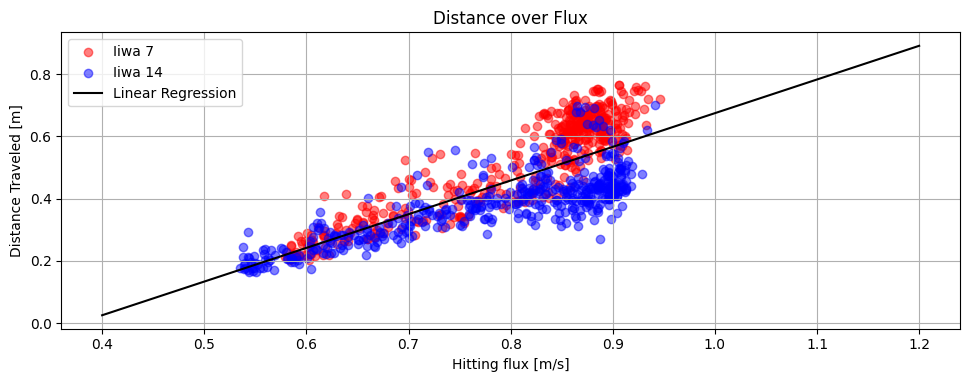 Distance over Flux
Iiwa 7
Iiwa 14
Linear Regression
Distance Traveled [m]
0.8
0.6
0.4
0.2
0.0
0.4 0.5 0.6 0.7 0.8 0.9 1.0 1.1 1.2
Hitting flux [m/s]